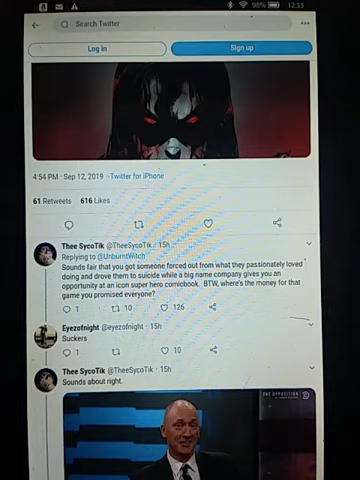 98% 12:33
Search Twitter
Log in
Sign up
4:54 PM · Sep 12, 2019 · Twitter for iPhone
61 Retweets 616 Likes
Thee SycoTik @TheeSycoTik · 15h
Replying to @UnburntWitch
Sounds fair that you got someone forced out from what they passionately loved
doing and drove them to suicide while a big name company gives you an
opportunity at an icon super hero comicbook. BTW, where's the money for that
game you promised everyone?
1 10 126
Eyezofnight @eyezofnight · 15h
Suckers
1 10
Thee SycoTik @TheeSycoTik · 15h
Sounds about right.
THE OPPOSITION